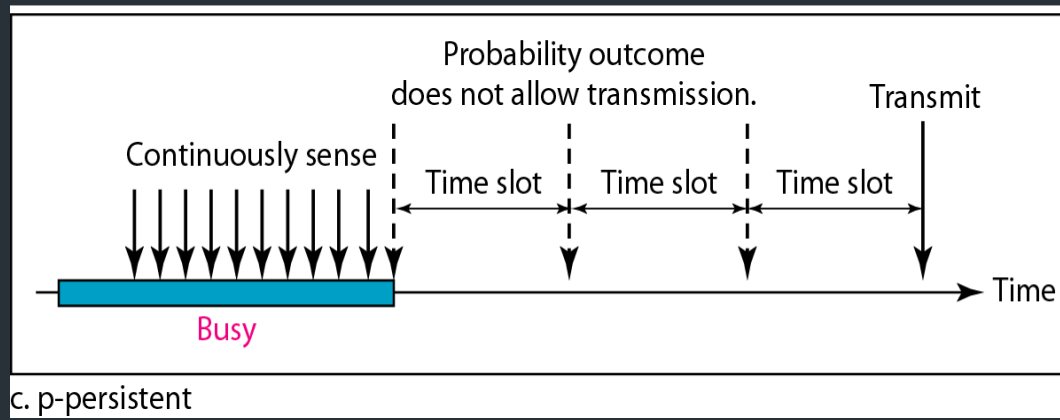 Probability outcome
does not allow transmission.
Transmit
Continuously sense
Time slot
Time slot
Time slot
Time
Busy
c. p-persistent